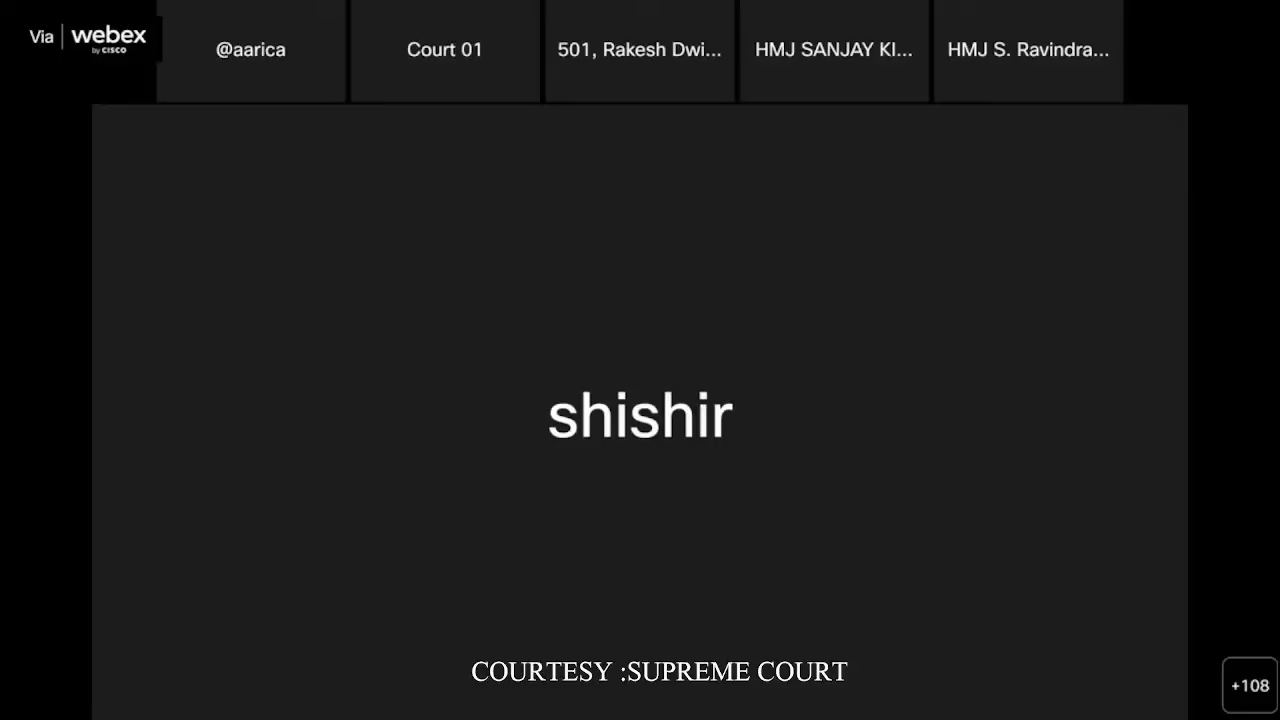 Via | webex
by CISCO
@aarica
Court 01
501, Rakesh Dwi...
HMJ SANJAY KI...
HMJ S. Ravindra...
shishir
COURTESY :SUPREME COURT
+108